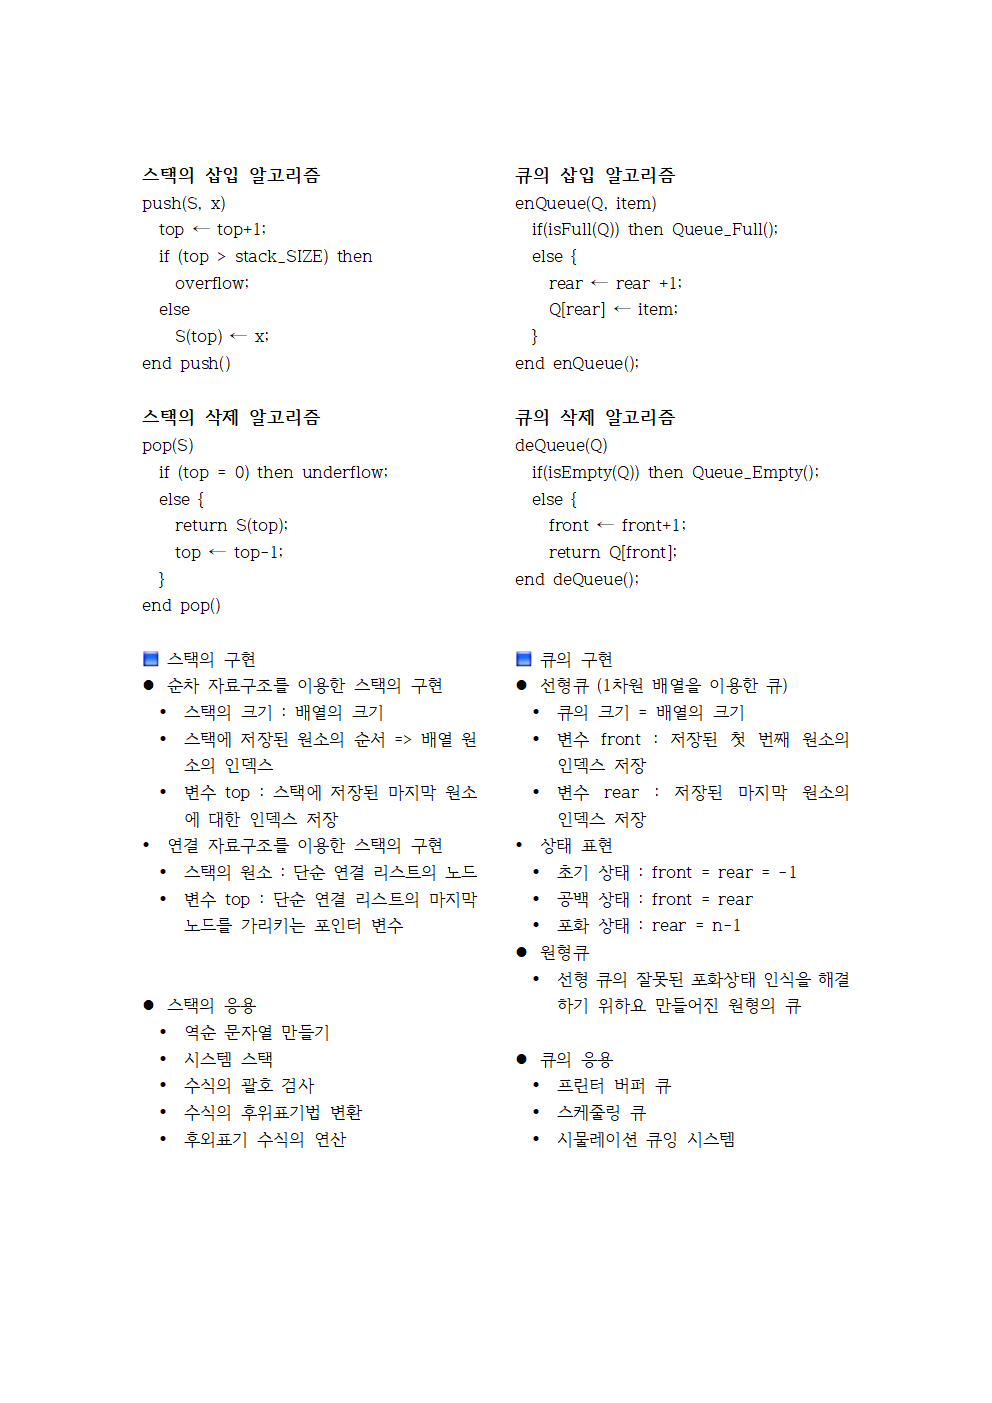 스택의 삽입 알고리즘
push(S, x)
top ← top+1;
if (top > stack_SIZE) then
overflow;
else
S(top) ← x;
end push()
스택의 삭제 알고리즘
pop(S)
if (top = 0) then underflow;
else {
return S(top);
top ← top-1;
}
end pop()
■ 스택의 구현
● 순차 자료구조를 이용한 스택의 구현
• 스택의 크기 : 배열의 크기
• 스택에 저장된 원소의 순서 => 배열 원
소의 인덱스
• 변수 top : 스택에 저장된 마지막 원소
에 대한 인덱스 저장
• 연결 자료구조를 이용한 스택의 구현
• 스택의 원소 : 단순 연결 리스트의 노드
• 변수 top : 단순 연결 리스트의 마지막
노드를 가리키는 포인터 변수
● 스택의 응용
• 역순 문자열 만들기
• 시스템 스택
• 수식의 괄호 검사
• 수식의 후위표기법 변환
• 후외표기 수식의 연산
큐의 삽입 알고리즘
enQueue(Q, item)
if(isFull(Q)) then Queue_Full();
else {
rear ← rear +1;
Q[rear] ← item;
}
end enQueue();
큐의 삭제 알고리즘
deQueue(Q)
if(isEmpty(Q)) then Queue_Empty();
else {
front ← front+1;
return Q[front];
end deQueue();
■ 큐의 구현
● 선형큐 (1차원 배열을 이용한 큐)
• 큐의 크기 = 배열의 크기
• 변수 front : 저장된 첫 번째 원소의
인덱스 저장
• 변수 rear : 저장된 마지막 원소의
인덱스 저장
• 상태 표현
• 초기 상태 : front = rear = -1
• 공백 상태 : front = rear
• 포화 상태 : rear = n-1
● 원형큐
• 선형 큐의 잘못된 포화상태 인식을 해결
하기 위하요 만들어진 원형의 큐
● 큐의 응용
• 프린터 버퍼 큐
• 스케줄링 큐
• 시물레이션 큐잉 시스템